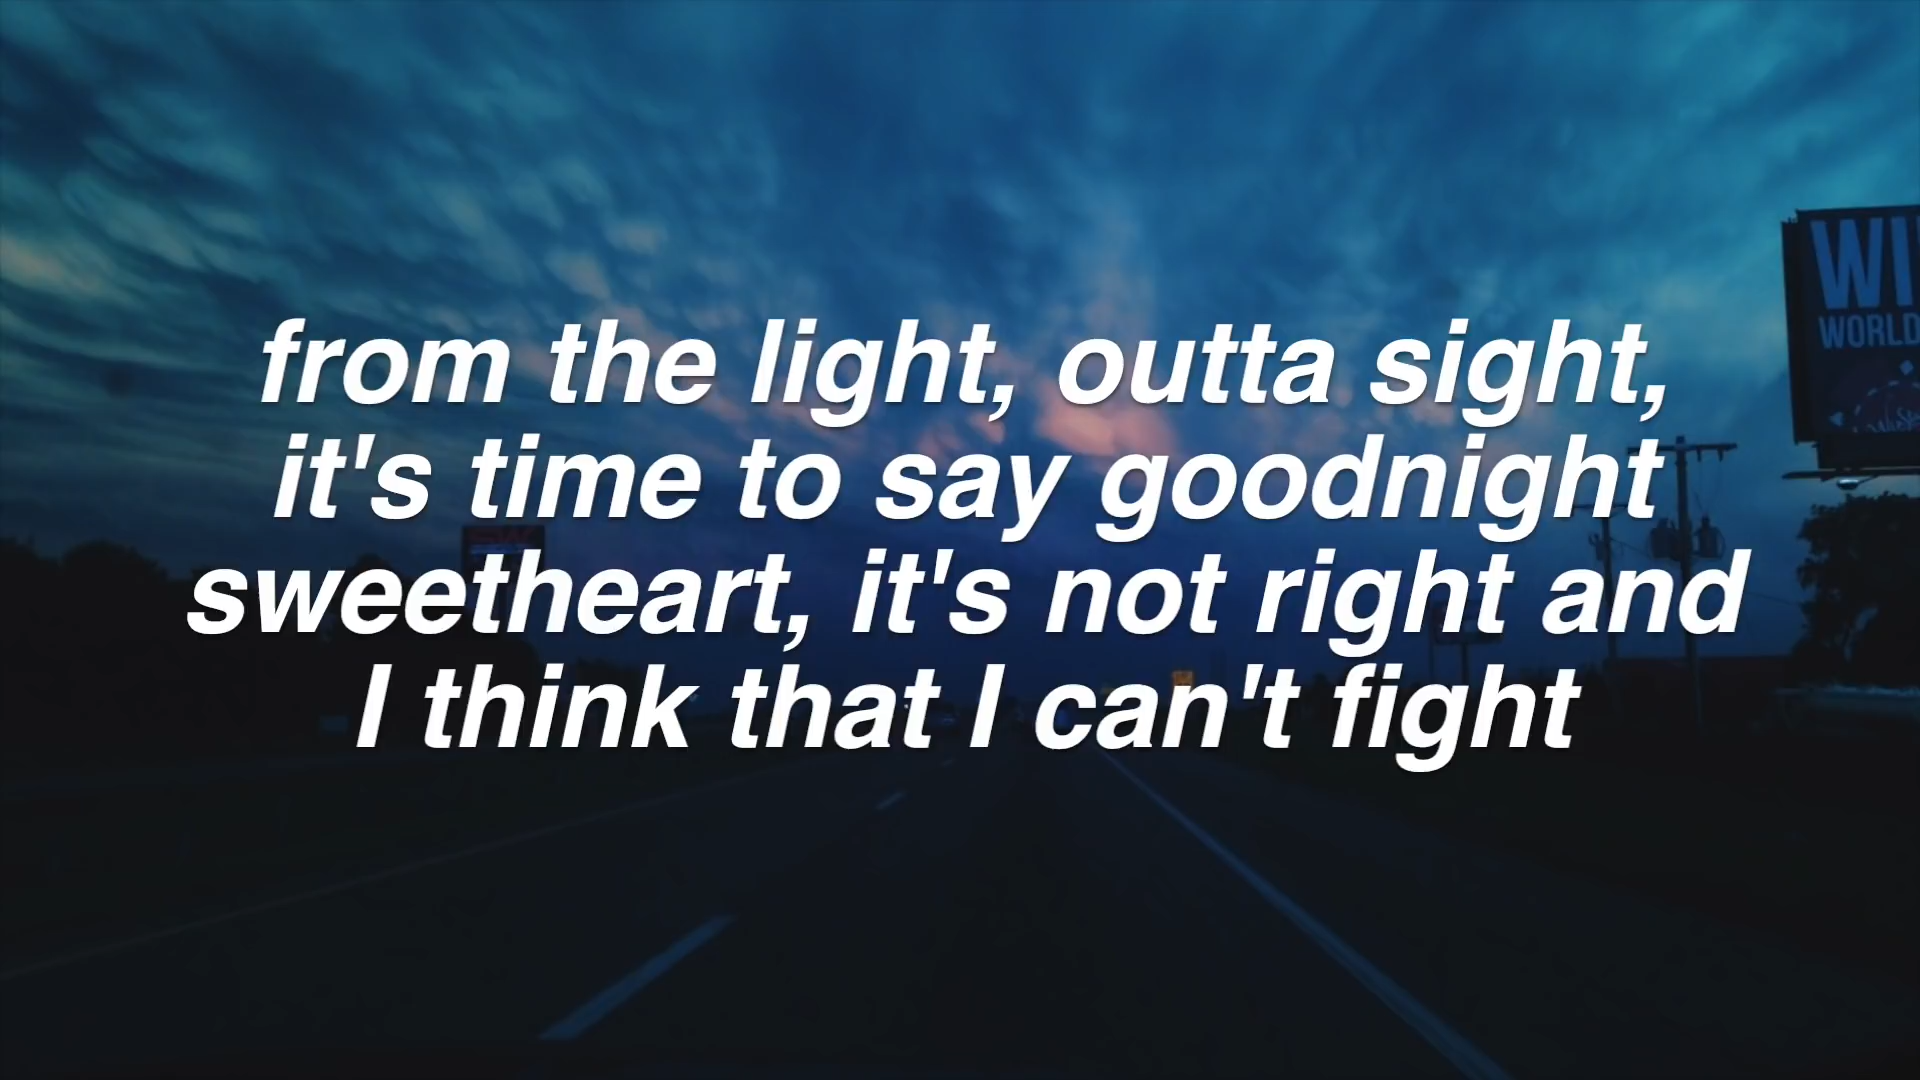 from the light, outta sight,
it's time to say goodnight
sweetheart, it's not right and
I think that I can't fight
WI
WORLD